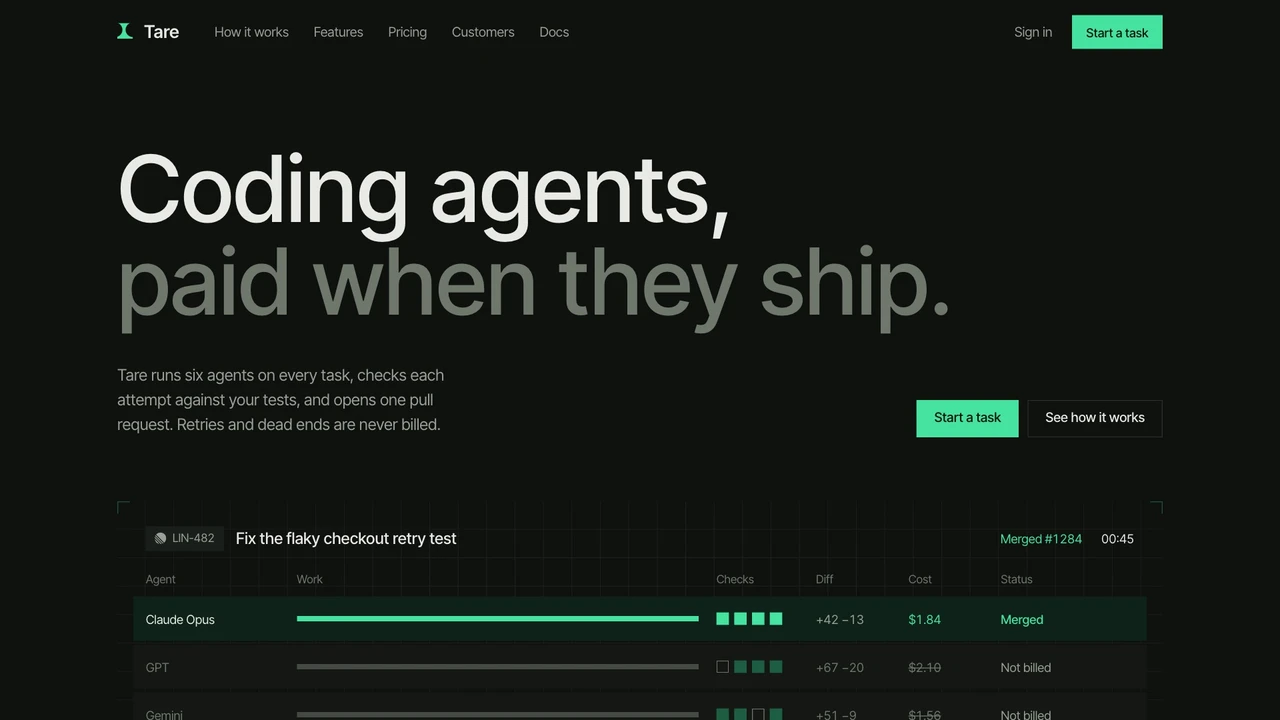 Tare How it works Features Pricing Customers Docs Sign in Start a task
Coding agents,
paid when they ship.
Tare runs six agents on every task, checks each
attempt against your tests, and opens one pull
request. Retries and dead ends are never billed.
Start a task See how it works
LIN-482 Fix the flaky checkout retry test Merged #1284 00:45
Agent Work Checks Diff Cost Status
Claude Opus +42 −13 $1.84 Merged
GPT +67 −20 $2.10 Not billed
Gemini +51 −9 $1.56 Not billed